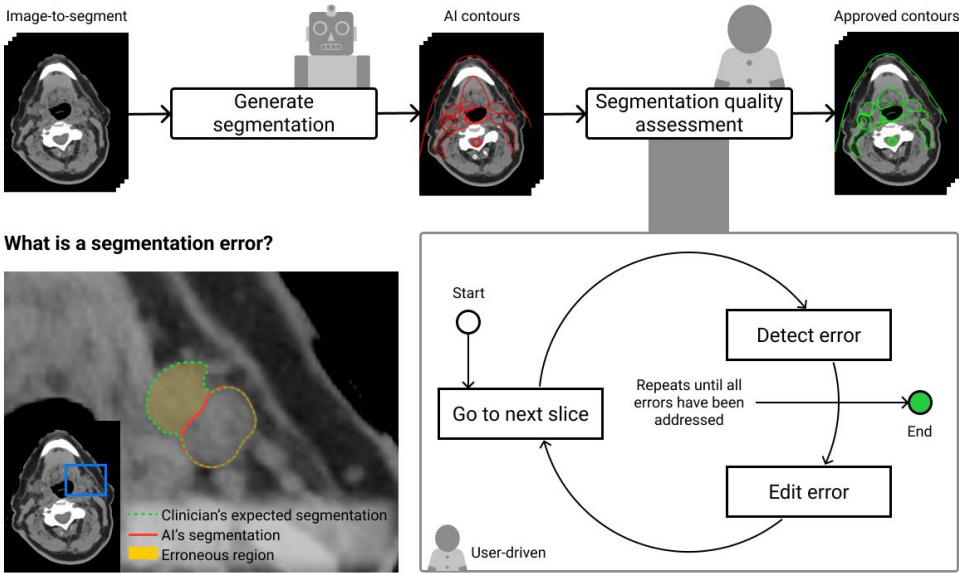 Image-to-segment
AI contours
Approved contours
Generate
segmentation
Segmentation quality
assessment
What is a segmentation error?
Clinician's expected segmentation
AI's segmentation
Erroneous region
Start
Go to next slice
Detect error
Repeats until all
errors have been
addressed
End
Edit error
User-driven